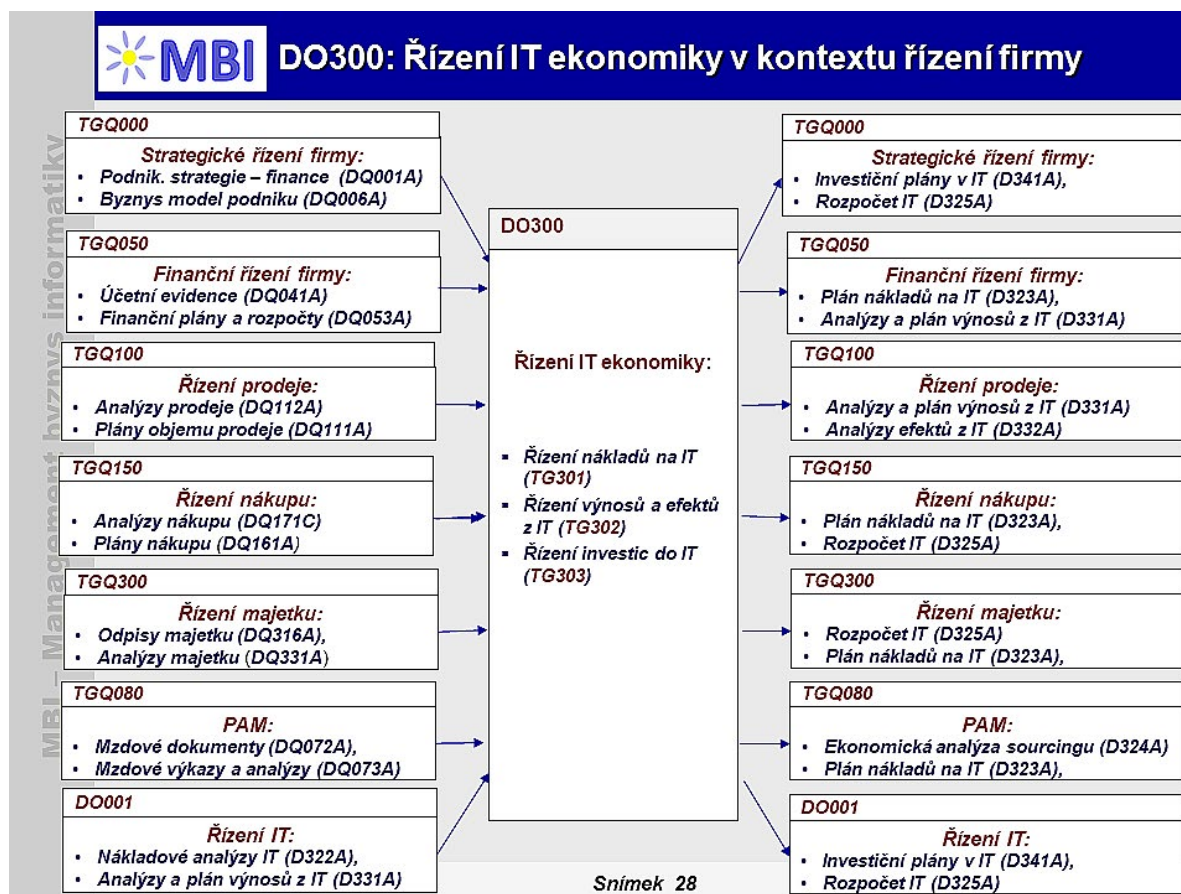 MBI
DO300: Řízení IT ekonomiky v kontextu řízení firmy
MBI – Management byznys informatiky
TGQ000
Strategické řízení firmy:
• Podnik. strategie – finance (DQ001A)
• Byznys model podniku (DQ006A)
TGQ050
Finanční řízení firmy:
• Účetní evidence (DQ041A)
• Finanční plány a rozpočty (DQ053A)
TGQ100
Řízení prodeje:
• Analýzy prodeje (DQ112A)
• Plány objemu prodeje (DQ111A)
TGQ150
Řízení nákupu:
• Analýzy nákupu (DQ171C)
• Plány nákupu (DQ161A)
TGQ300
Řízení majetku:
• Odpisy majetku (DQ316A),
• Analýzy majetku (DQ331A)
TGQ080
PAM:
• Mzdové dokumenty (DQ072A),
• Mzdové výkazy a analýzy (DQ073A)
DO001
Řízení IT:
• Nákladové analýzy IT (D322A),
• Analýzy a plán výnosů z IT (D331A)
DO300
Řízení IT ekonomiky:
▪ Řízení nákladů na IT
(TG301)
▪ Řízení výnosů a efektů
z IT (TG302)
▪ Řízení investic do IT
(TG303)
TGQ000
Strategické řízení firmy:
• Investiční plány v IT (D341A),
• Rozpočet IT (D325A)
TGQ050
Finanční řízení firmy:
• Plán nákladů na IT (D323A),
• Analýzy a plán výnosů z IT (D331A)
TGQ100
Řízení prodeje:
• Analýzy a plán výnosů z IT (D331A)
• Analýzy efektů z IT (D332A)
TGQ150
Řízení nákupu:
• Plán nákladů na IT (D323A),
• Rozpočet IT (D325A)
TGQ300
Řízení majetku:
• Rozpočet IT (D325A)
• Plán nákladů na IT (D323A),
TGQ080
PAM:
• Ekonomická analýza sourcingu (D324A)
• Plán nákladů na IT (D323A),
DO001
Řízení IT:
• Investiční plány v IT (D341A),
• Rozpočet IT (D325A)
Snímek 28